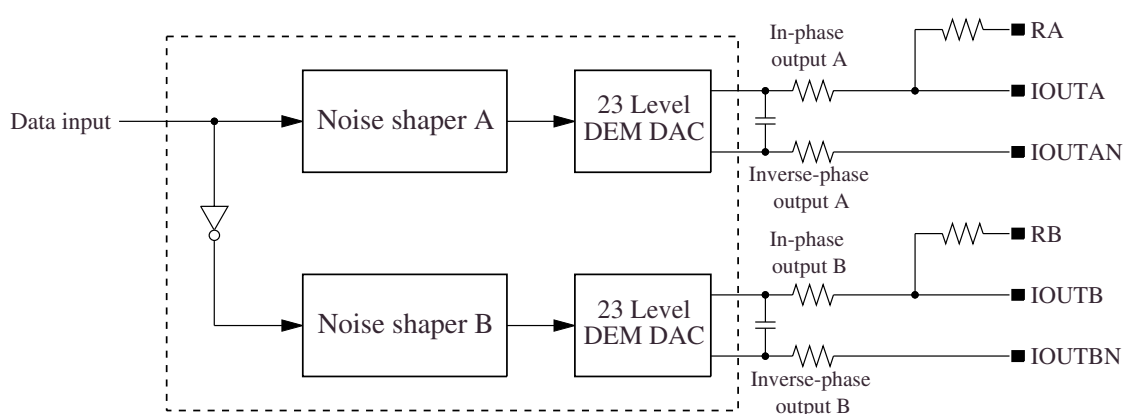 In-phase
output A
RA
IOUTA
Data input
Noise shaper A
23 Level
DEM DAC
IOUTAN
Inverse-phase
output A
In-phase
output B
RB
IOUTB
Noise shaper B
23 Level
DEM DAC
IOUTBN
Inverse-phase
output B